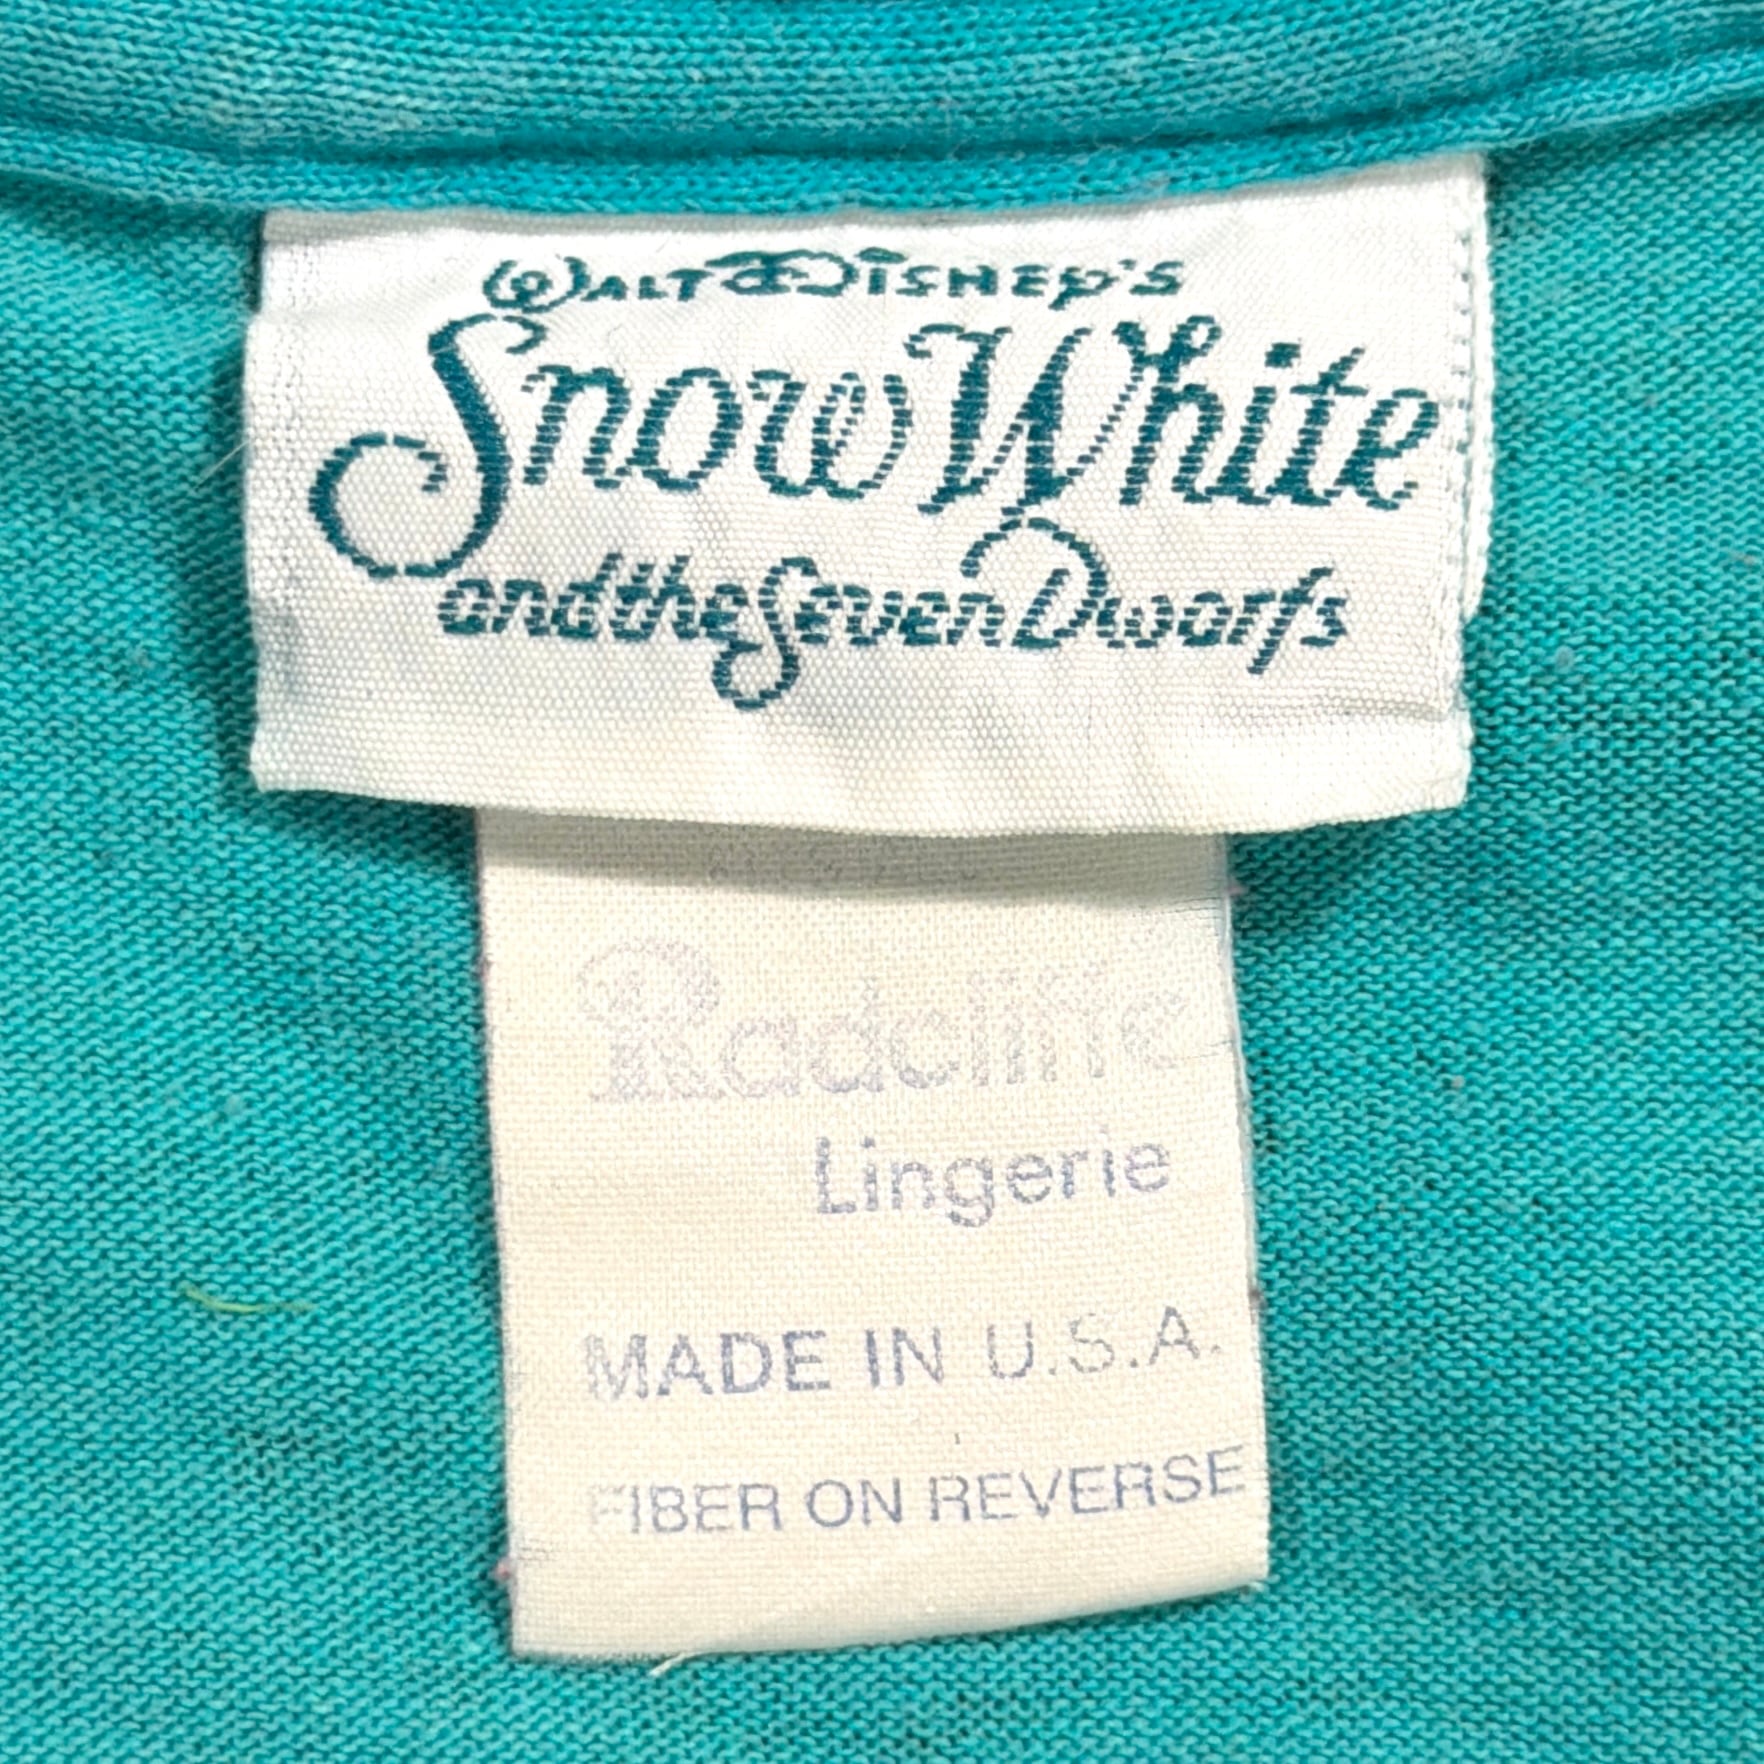 Walt Disney's
Snow White
and the Seven Dwarfs
Radcliffe
Lingerie
MADE IN U.S.A.
FIBER ON REVERSE